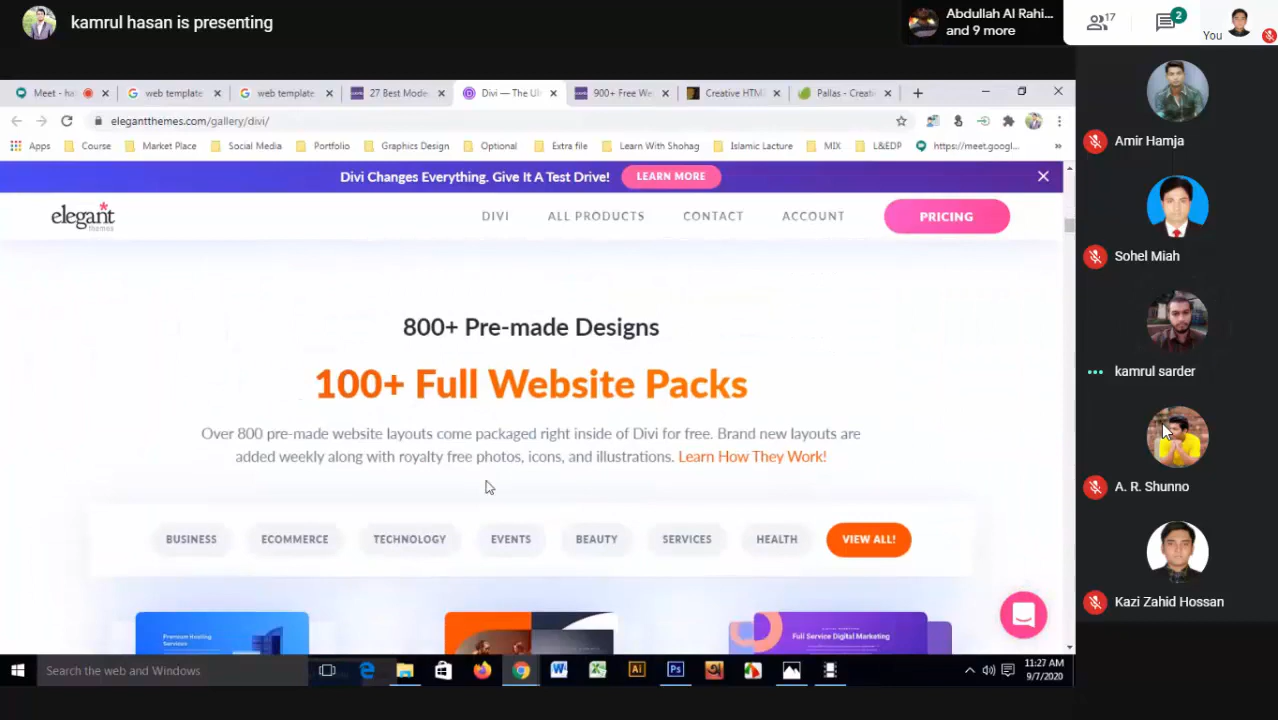 kamrul hasan is presenting
Abdullah Al Rahi...
and 9 more
17
2
You
Meet - ha
web template
web template
27 Best Mode
Divi — The Ul
900+ Free We
Creative HTM
Pallas - Creat
elegantthemes.com/gallery/divi/
Apps
Course
Market Place
Social Media
Portfolio
Graphics Design
Optional
Extra file
Learn With Shohag
Islamic Lacture
MIX
L&EDP
https://meet.googl...
Divi Changes Everything. Give It A Test Drive!
LEARN MORE
elegant
themes
DIVI
ALL PRODUCTS
CONTACT
ACCOUNT
PRICING
800+ Pre-made Designs
100+ Full Website Packs
Over 800 pre-made website layouts come packaged right inside of Divi for free. Brand new layouts are
added weekly along with royalty free photos, icons, and illustrations. Learn How They Work!
BUSINESS
ECOMMERCE
TECHNOLOGY
EVENTS
BEAUTY
SERVICES
HEALTH
VIEW ALL!
Premium Hosting
Services
Full Service Digital Marketing
Amir Hamja
Sohel Miah
kamrul sarder
A. R. Shunno
Kazi Zahid Hossan
Search the web and Windows
11:27 AM
9/7/2020